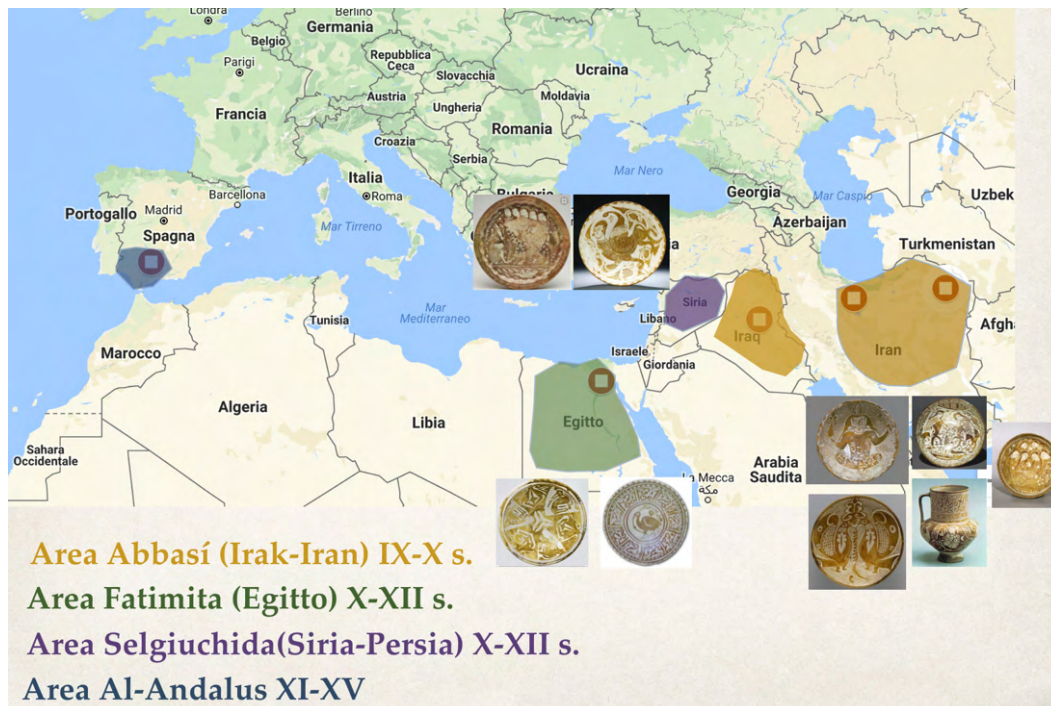 Londra
Berlino
Germania
Belgio
Parigi
Repubblica
Ceca
Slovacchia
Ucraina
Austria
Ungheria
Moldavia
Francia
Romania
Croazia
Serbia
Italia
Mar Nero
Barcellona
Roma
Bulgaria
Georgia
Mar Caspio
Uzbek
Portogallo
Madrid
Spagna
Mar Tirreno
Azerbaijan
Turkmenistan
Mar
Mediterraneo
Siria
Tunisia
Libano
Iraq
Afgh
Marocco
Israele
Giordania
Iran
Algeria
Libia
Egitto
Sahara
Occidentale
Arabia
Saudita
La Mecca
مكة
Area Abbasí (Irak-Iran) IX-X s.
Area Fatimita (Egitto) X-XII s.
Area Selgiuchida(Siria-Persia) X-XII s.
Area Al-Andalus XI-XV